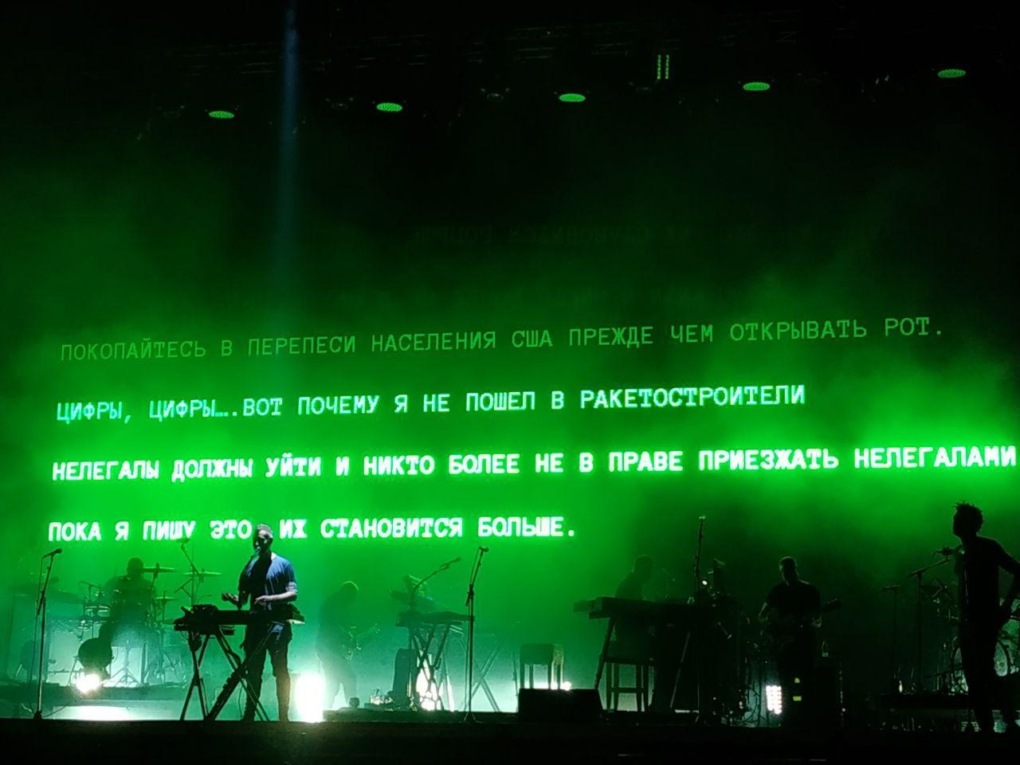 ПОКОПАЙТЕСЬ В ПЕРЕПЕСИ НАСЕЛЕНИЯ США ПРЕЖДЕ ЧЕМ ОТКРЫВАТЬ РОТ.
ЦИФРЫ, ЦИФРЫ….ВОТ ПОЧЕМУ Я НЕ ПОШЕЛ В РАКЕТОСТРОИТЕЛИ
НЕЛЕГАЛЫ ДОЛЖНЫ УЙТИ И НИКТО БОЛЕЕ НЕ В ПРАВЕ ПРИЕЗЖАТЬ НЕЛЕГАЛАМИ
ПОКА Я ПИШУ ЭТО ИХ СТАНОВИТСЯ БОЛЬШЕ.